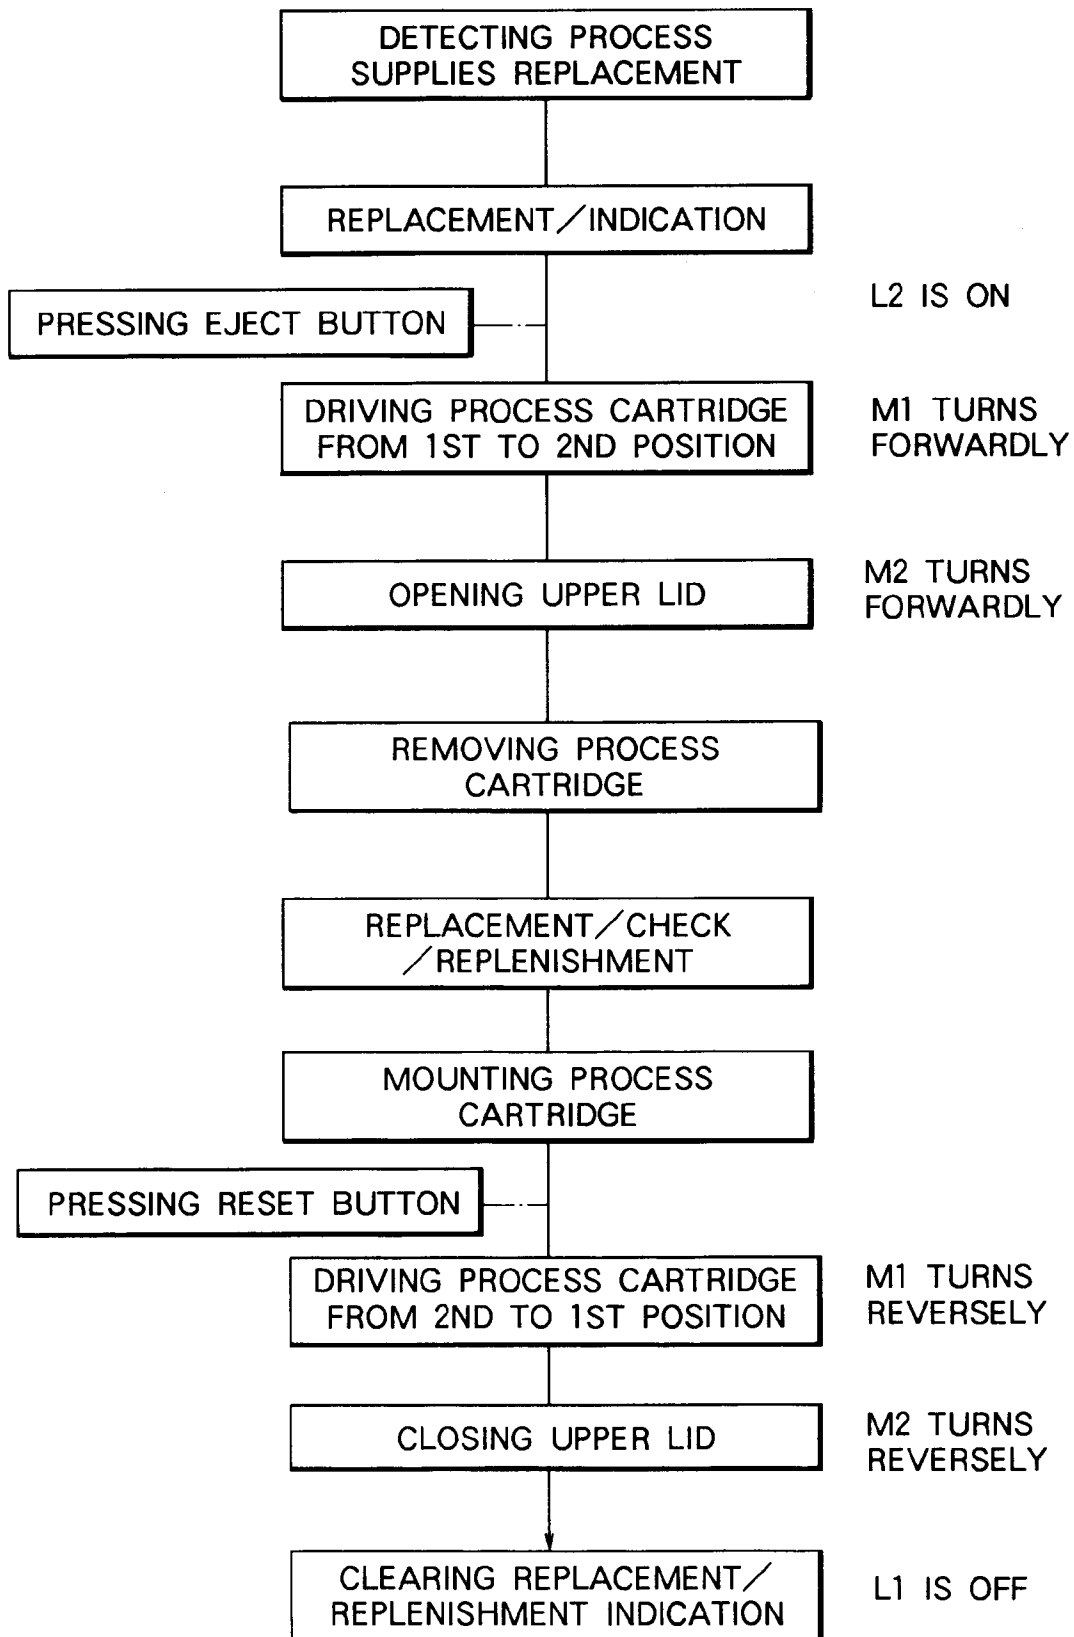 DETECTING PROCESS
SUPPLIES REPLACEMENT
REPLACEMENT/INDICATION
L2 IS ON
PRESSING EJECT BUTTON
DRIVING PROCESS CARTRIDGE
FROM 1ST TO 2ND POSITION
M1 TURNS
FORWARDLY
OPENING UPPER LID
M2 TURNS
FORWARDLY
REMOVING PROCESS
CARTRIDGE
REPLACEMENT/CHECK
/REPLENISHMENT
MOUNTING PROCESS
CARTRIDGE
PRESSING RESET BUTTON
DRIVING PROCESS CARTRIDGE
FROM 2ND TO 1ST POSITION
M1 TURNS
REVERSELY
CLOSING UPPER LID
M2 TURNS
REVERSELY
CLEARING REPLACEMENT/
REPLENISHMENT INDICATION
L1 IS OFF